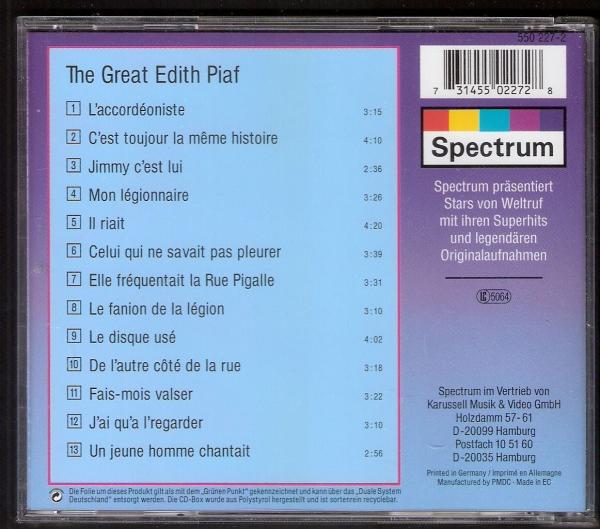 550 227-2
The Great Edith Piaf
1 L'accordéoniste 3:15
2 C'est toujour la même histoire 4:10
3 Jimmy c'est lui 2:36
4 Mon légionnaire 3:26
5 Il riait 4:20
6 Celui qui ne savait pas pleurer 3:39
7 Elle fréquentait la Rue Pigalle 3:31
8 Le fanion de la légion 3:10
9 Le disque usé 4:02
10 De l'autre côté de la rue 3:18
11 Fais-mois valser 3:22
12 J'ai qu'a l'regarder 3:10
13 Un jeune homme chantait 2:56
Die Folie um dieses Produkt gilt als mit dem „Grünen Punkt" gekennzeichnet und kann über das „Duale System
Deutschland" entsorgt werden. Die CD-Box wurde aus Polystyrol hergestellt und ist sortenrein recyclebar.
7 31455 02272 8
Spectrum
Spectrum präsentiert
Stars von Weltruf
mit ihren Superhits
und legendären
Originalaufnahmen
LC 5064
Spectrum im Vertrieb von
Karussell Musik & Video GmbH
Holzdamm 57-61
D-20099 Hamburg
Postfach 10 51 60
D-20035 Hamburg
Printed in Germany / Imprimé en Allemagne
Manufactured by PMDC · Made in EC